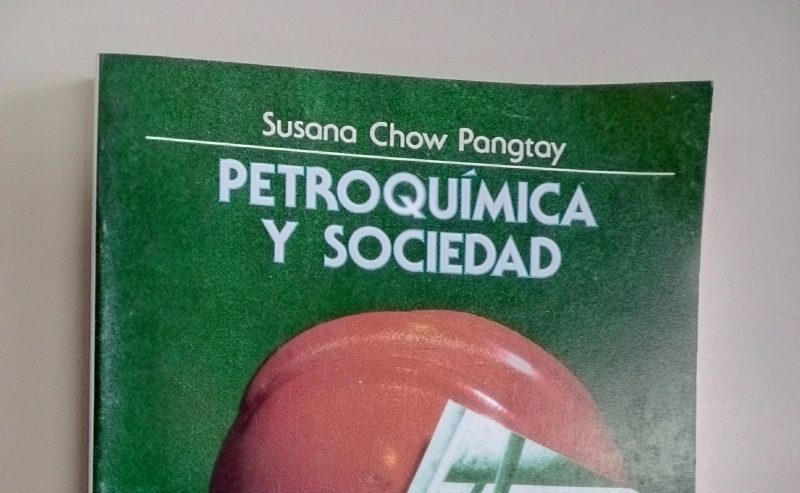 Susana Chow Pangtay
PETROQUÍMICA
Y SOCIEDAD